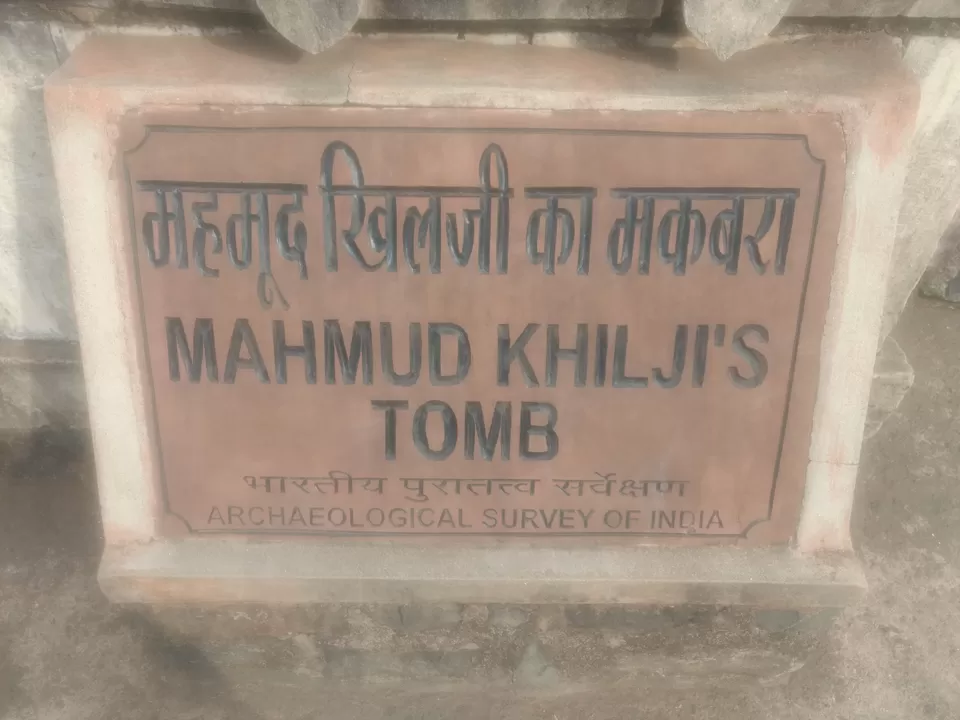 महमूद खिलजी का मकबरा
MAHMUD KHILJI'S
TOMB
भारतीय पुरातत्व सर्वेक्षण
ARCHAEOLOGICAL SURVEY OF INDIA